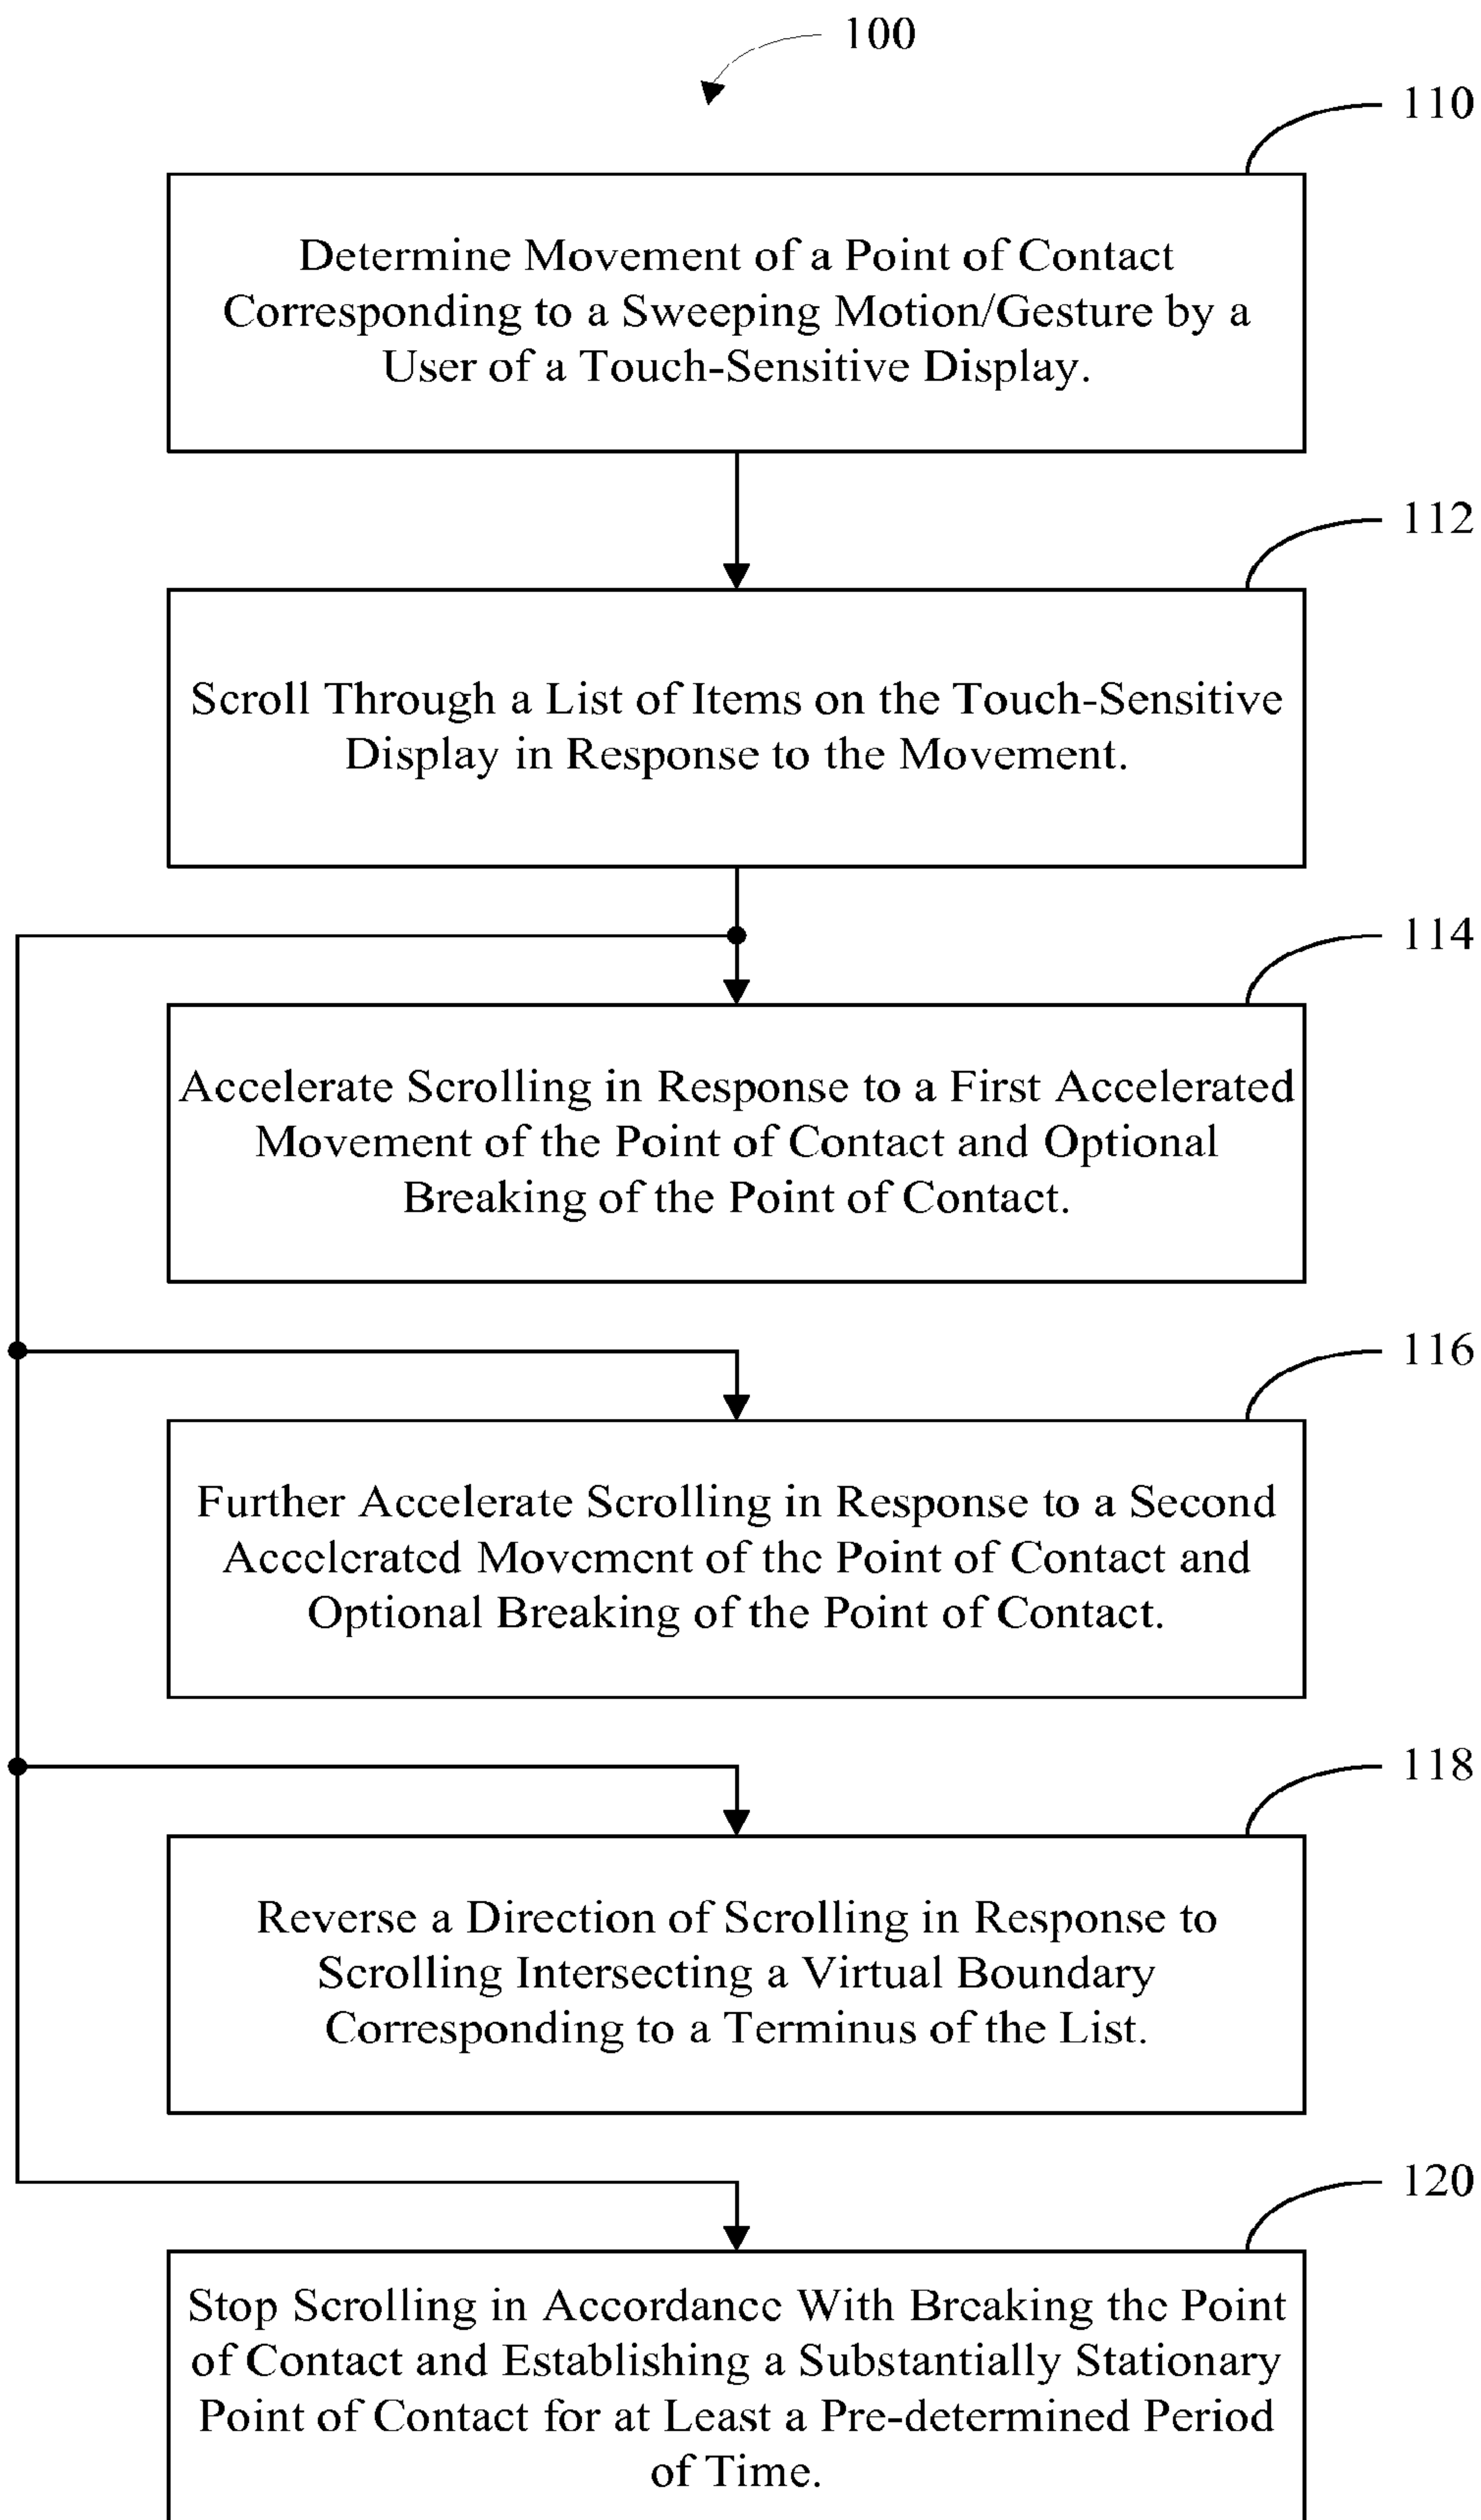 100
110
Determine Movement of a Point of Contact
Corresponding to a Sweeping Motion/Gesture by a
User of a Touch-Sensitive Display.
112
Scroll Through a List of Items on the Touch-Sensitive
Display in Response to the Movement.
114
Accelerate Scrolling in Response to a First Accelerated
Movement of the Point of Contact and Optional
Breaking of the Point of Contact.
116
Further Accelerate Scrolling in Response to a Second
Accelerated Movement of the Point of Contact and
Optional Breaking of the Point of Contact.
118
Reverse a Direction of Scrolling in Response to
Scrolling Intersecting a Virtual Boundary
Corresponding to a Terminus of the List.
120
Stop Scrolling in Accordance With Breaking the Point
of Contact and Establishing a Substantially Stationary
Point of Contact for at Least a Pre-determined Period
of Time.